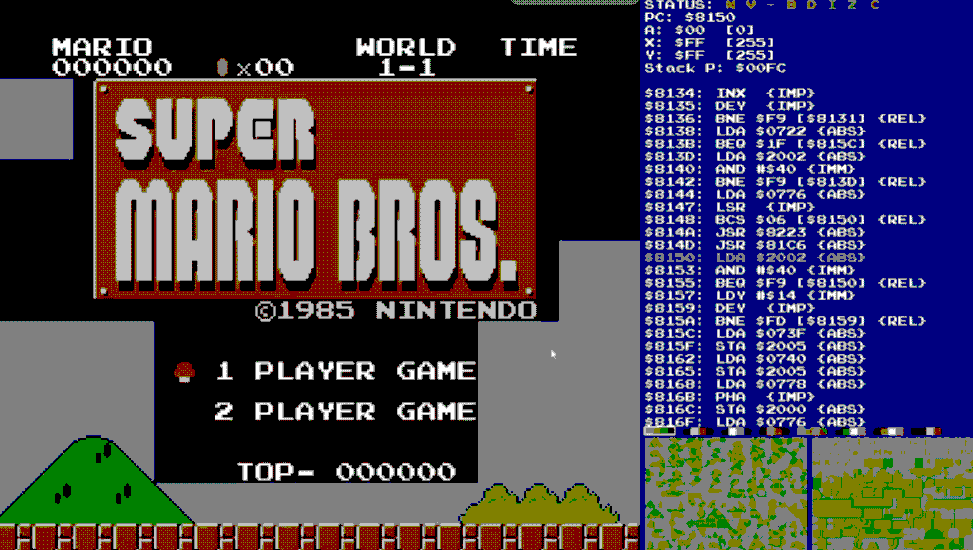 MARIO WORLD TIME
000000 x00 1-1
SUPER
MARIO BROS.
©1985 NINTENDO
1 PLAYER GAME
2 PLAYER GAME
TOP- 000000
STATUS: N V - B D I Z C
PC: $8150
A: $00 [0]
X: $FF [255]
Y: $FF [255]
Stack P: $00FC
$8134: INX {IMP}
$8135: DEY {IMP}
$8136: BNE $F9 [$8131] {REL}
$8138: LDA $0722 {ABS}
$813B: BEQ $1F [$815C] {REL}
$813D: LDA $2002 {ABS}
$8140: AND #$40 {IMM}
$8142: BNE $F9 [$813D] {REL}
$8144: LDA $0776 {ABS}
$8147: LSR {IMP}
$8148: BCS $06 [$8150] {REL}
$814A: JSR $8223 {ABS}
$814D: JSR $81C6 {ABS}
$8150: LDA $2002 {ABS}
$8153: AND #$40 {IMM}
$8155: BEQ $F9 [$8150] {REL}
$8157: LDY #$14 {IMM}
$8159: DEY {IMP}
$815A: BNE $FD [$8159] {REL}
$815C: LDA $073F {ABS}
$815F: STA $2005 {ABS}
$8162: LDA $0740 {ABS}
$8165: STA $2005 {ABS}
$8168: LDA $0778 {ABS}
$816B: PHA {IMP}
$816C: STA $2000 {ABS}
$816F: LDA $0776 {ABS}